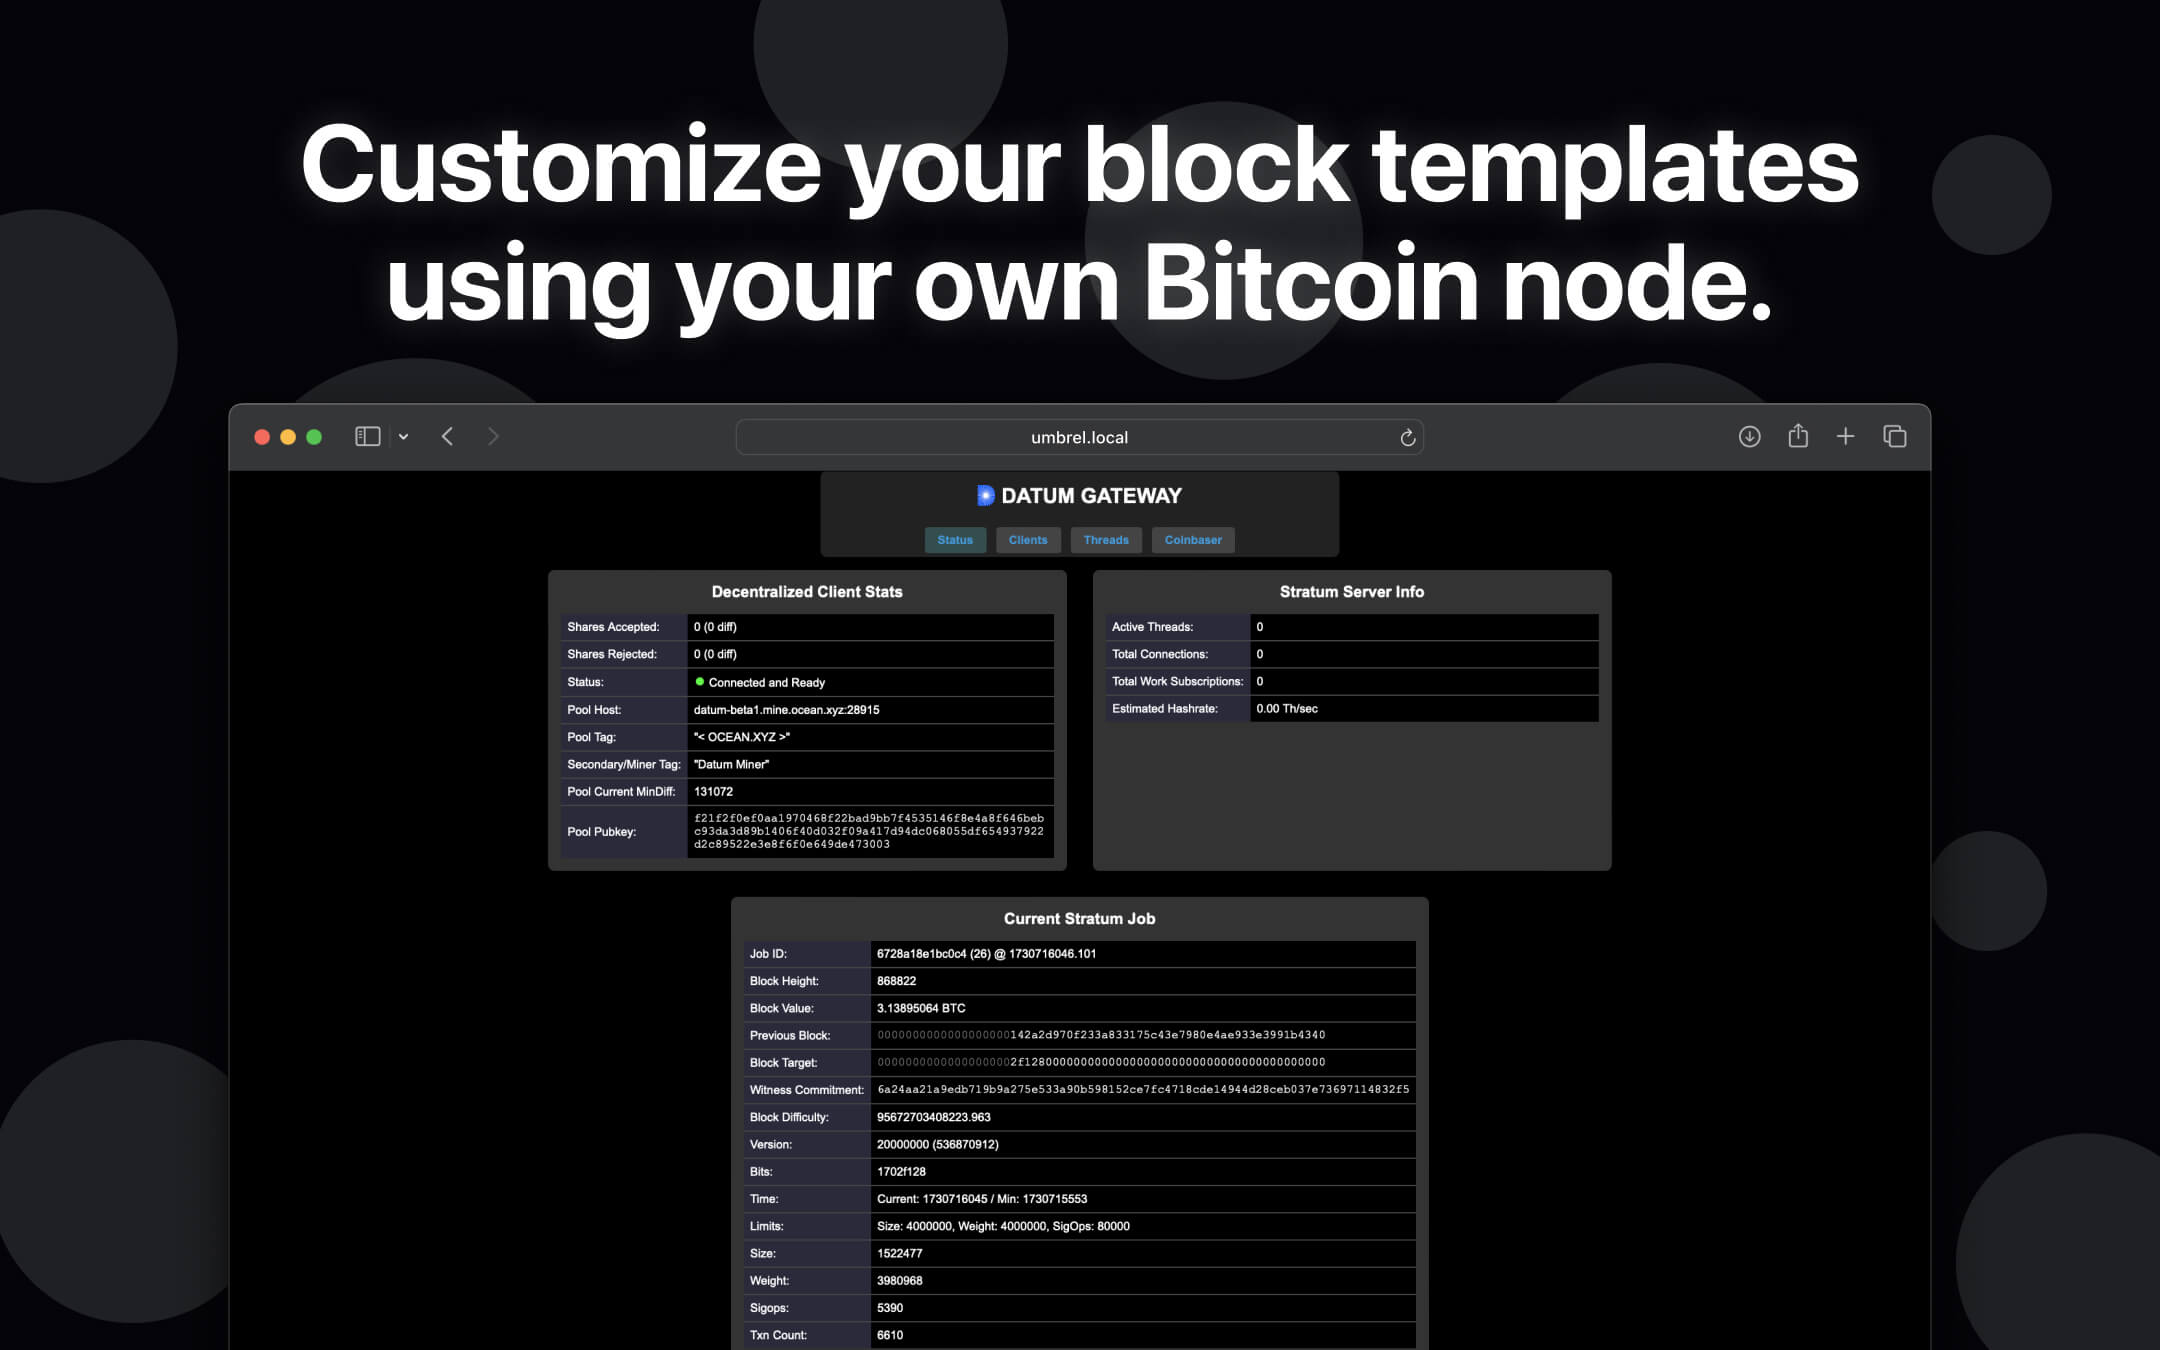 Customize your block templates
using your own Bitcoin node.
umbrel.local
DATUM GATEWAY
Status Clients Threads Coinbaser
Decentralized Client Stats
Shares Accepted: 0 (0 diff)
Shares Rejected: 0 (0 diff)
Status: Connected and Ready
Pool Host: datum-beta1.mine.ocean.xyz:28915
Pool Tag: "< OCEAN.XYZ >"
Secondary/Miner Tag: "Datum Miner"
Pool Current MinDiff: 131072
Pool Pubkey: f21f2f0ef0aa1970468f22bad9bb7f4535146f8e4a8f646beb
c93da3d89b1406f40d032f09a417d94dc068055df654937922
d2c89522e3e8f6f0e649de473003
Stratum Server Info
Active Threads: 0
Total Connections: 0
Total Work Subscriptions: 0
Estimated Hashrate: 0.00 Th/sec
Current Stratum Job
Job ID: 6728a18e1bc0c4 (26) @ 1730716046.101
Block Height: 868822
Block Value: 3.13895064 BTC
Previous Block: 0000000000000000000142a2d970f233a833175c43e7980e4ae933e3991b4340
Block Target: 00000000000000000002f1280000000000000000000000000000000000000000
Witness Commitment: 6a24aa21a9edb719b9a275e533a90b598152ce7fc4718cde14944d28ceb037e73697114832f5
Block Difficulty: 95672703408223.963
Version: 20000000 (536870912)
Bits: 1702f128
Time: Current: 1730716045 / Min: 1730715553
Limits: Size: 4000000, Weight: 4000000, SigOps: 80000
Size: 1522477
Weight: 3980968
Sigops: 5390
Txn Count: 6610